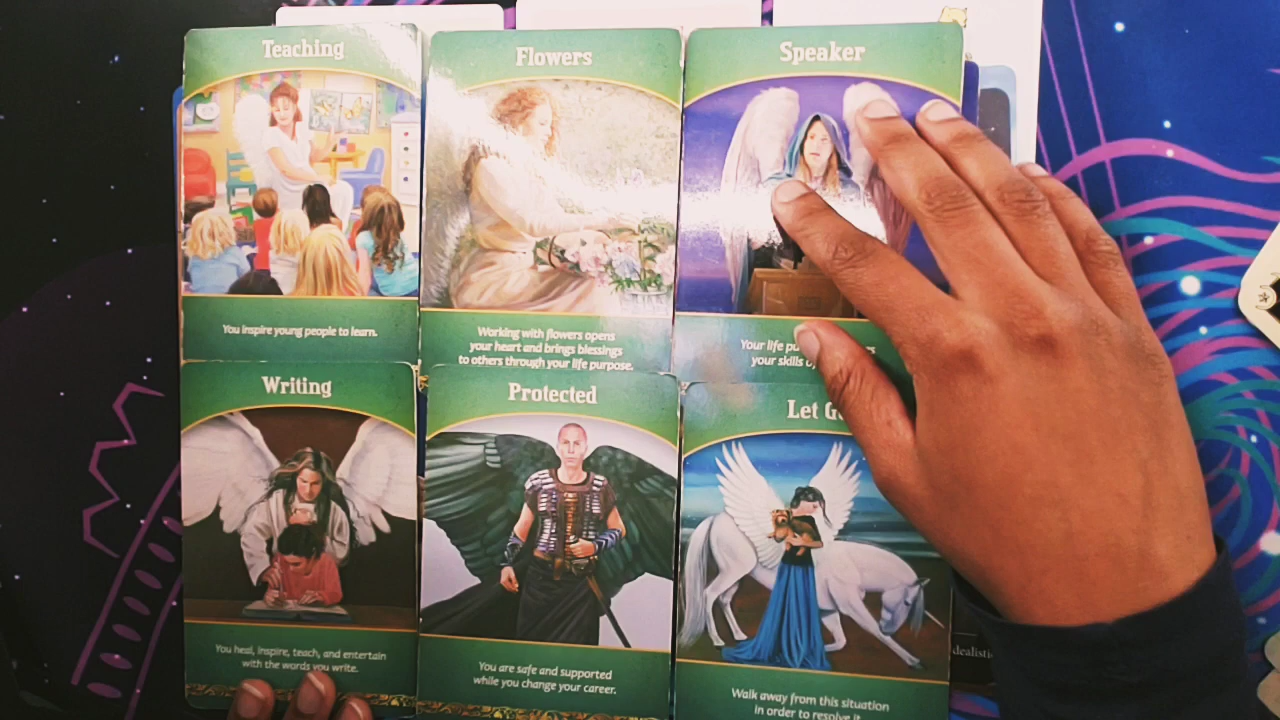 Teaching
You inspire young people to learn.
Flowers
Working with flowers opens
your heart and brings blessings
to others through your life purpose.
Speaker
Your life
your skills
Writing
You heal, inspire, teach, and entertain
with the words you write.
Protected
You are safe and supported
while you change your career.
Let
Walk away from this situation
in order to resolve it.